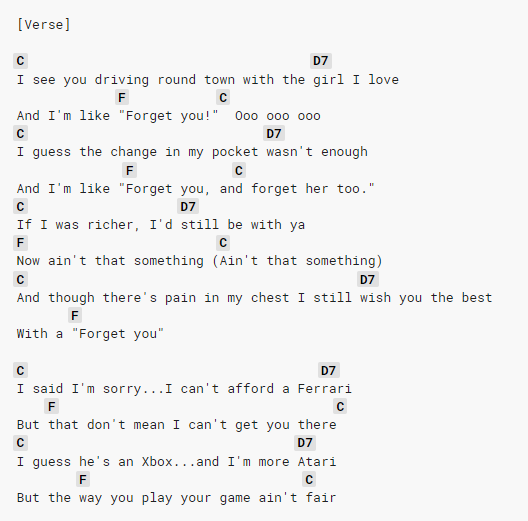 [Verse]
C D7
I see you driving round town with the girl I love
F C
And I'm like "Forget you!" Ooo ooo ooo
C D7
I guess the change in my pocket wasn't enough
F C
And I'm like "Forget you, and forget her too."
C D7
If I was richer, I'd still be with ya
F C
Now ain't that something (Ain't that something)
C D7
And though there's pain in my chest I still wish you the best
F
With a "Forget you"
C D7
I said I'm sorry...I can't afford a Ferrari
F C
But that don't mean I can't get you there
C D7
I guess he's an Xbox...and I'm more Atari
F C
But the way you play your game ain't fair